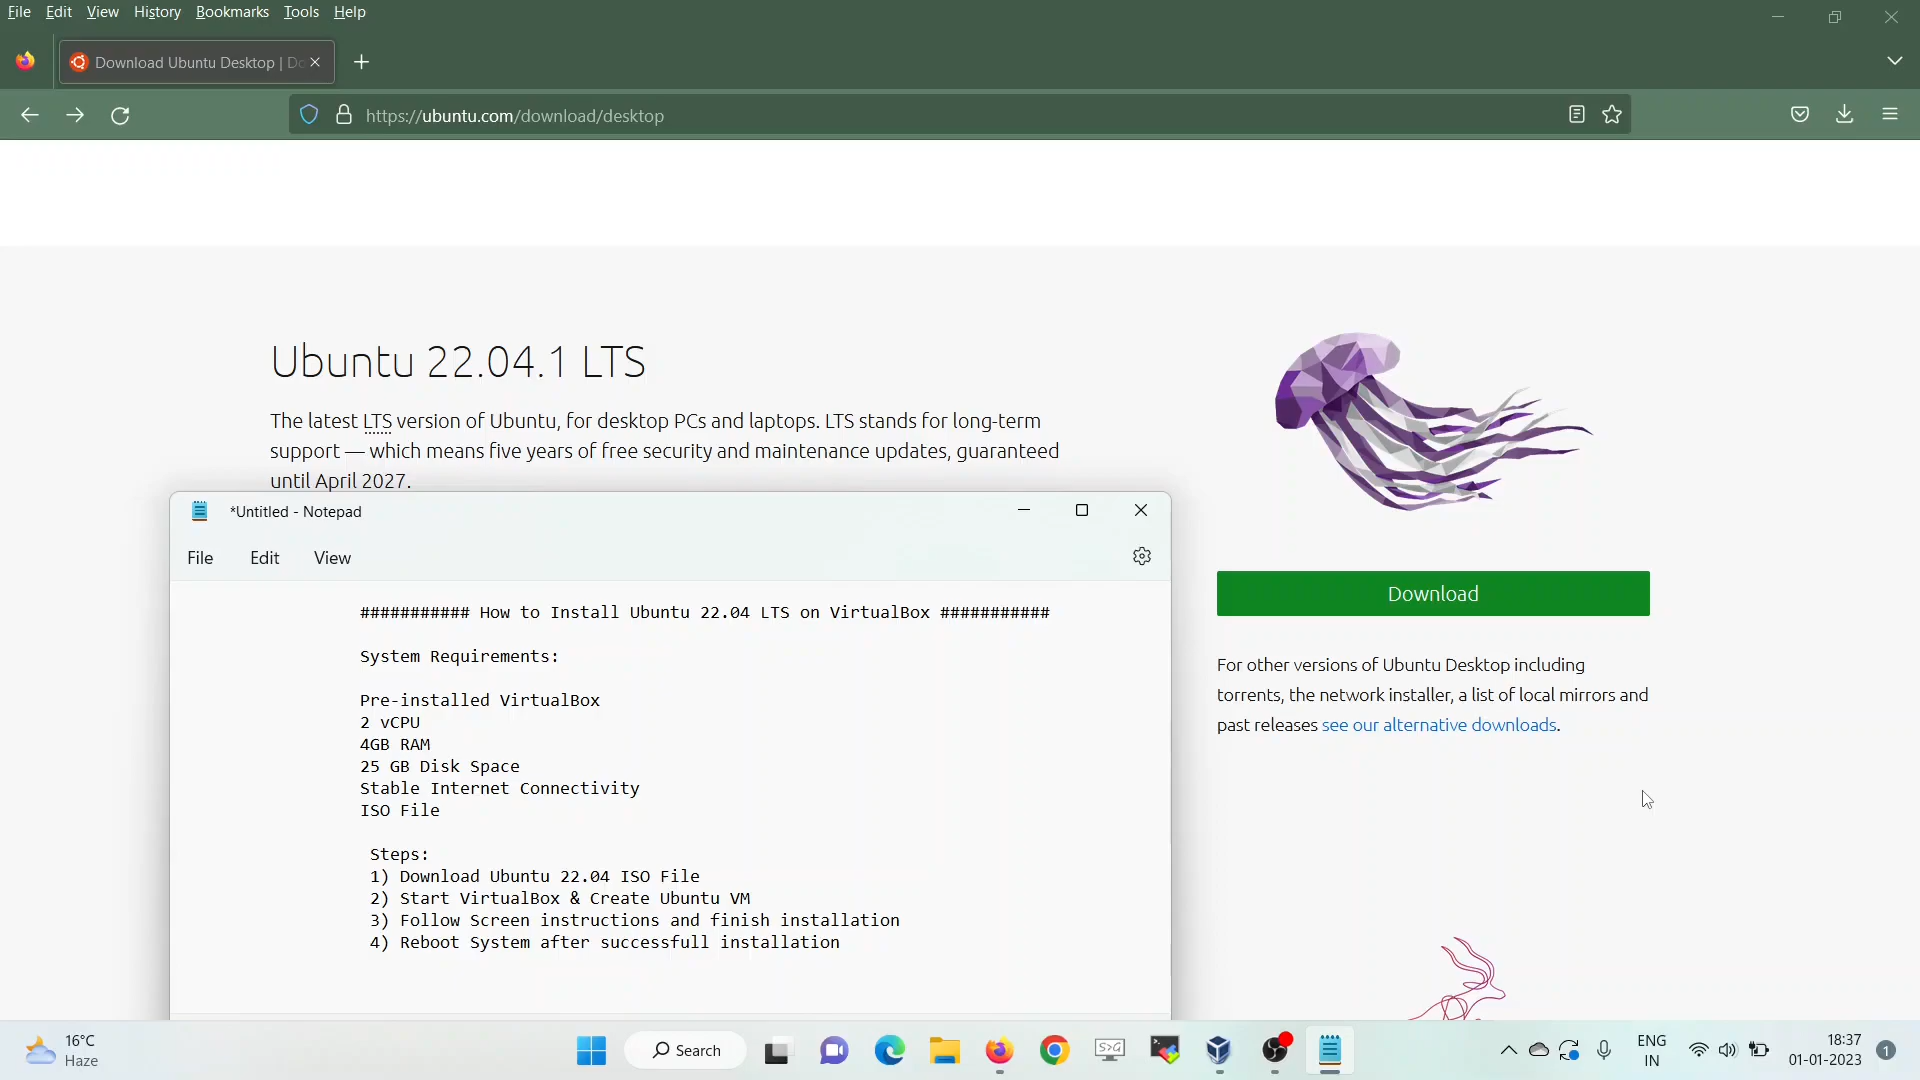 File Edit View History Bookmarks Tools Help
Download Ubuntu Desktop | Do
https://ubuntu.com/download/desktop
Ubuntu 22.04.1 LTS
The latest LTS version of Ubuntu, for desktop PCs and laptops. LTS stands for long-term
support — which means five years of free security and maintenance updates, guaranteed
until April 2027.
*Untitled - Notepad
File Edit View
########### How to Install Ubuntu 22.04 LTS on VirtualBox ###########
System Requirements:
Pre-installed VirtualBox
2 vCPU
4GB RAM
25 GB Disk Space
Stable Internet Connectivity
ISO File
Steps:
1) Download Ubuntu 22.04 ISO File
2) Start VirtualBox & Create Ubuntu VM
3) Follow Screen instructions and finish installation
4) Reboot System after successfull installation
Download
For other versions of Ubuntu Desktop including
torrents, the network installer, a list of local mirrors and
past releases see our alternative downloads.
16°C
Haze
Search
S>G
ENG
IN
18:37
01-01-2023
1